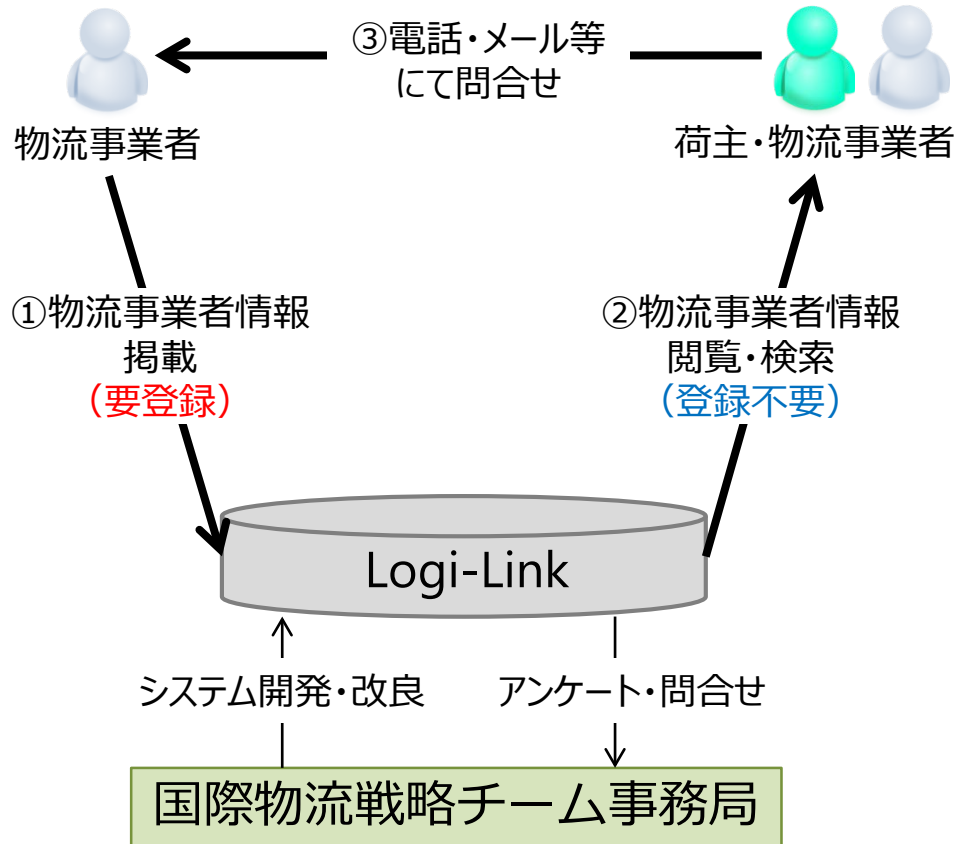 ③電話・メール等
にて問合せ
物流事業者
荷主・物流事業者
①物流事業者情報
掲載
（要登録）
②物流事業者情報
閲覧・検索
（登録不要）
Logi-Link
システム開発・改良
アンケート・問合せ
国際物流戦略チーム事務局